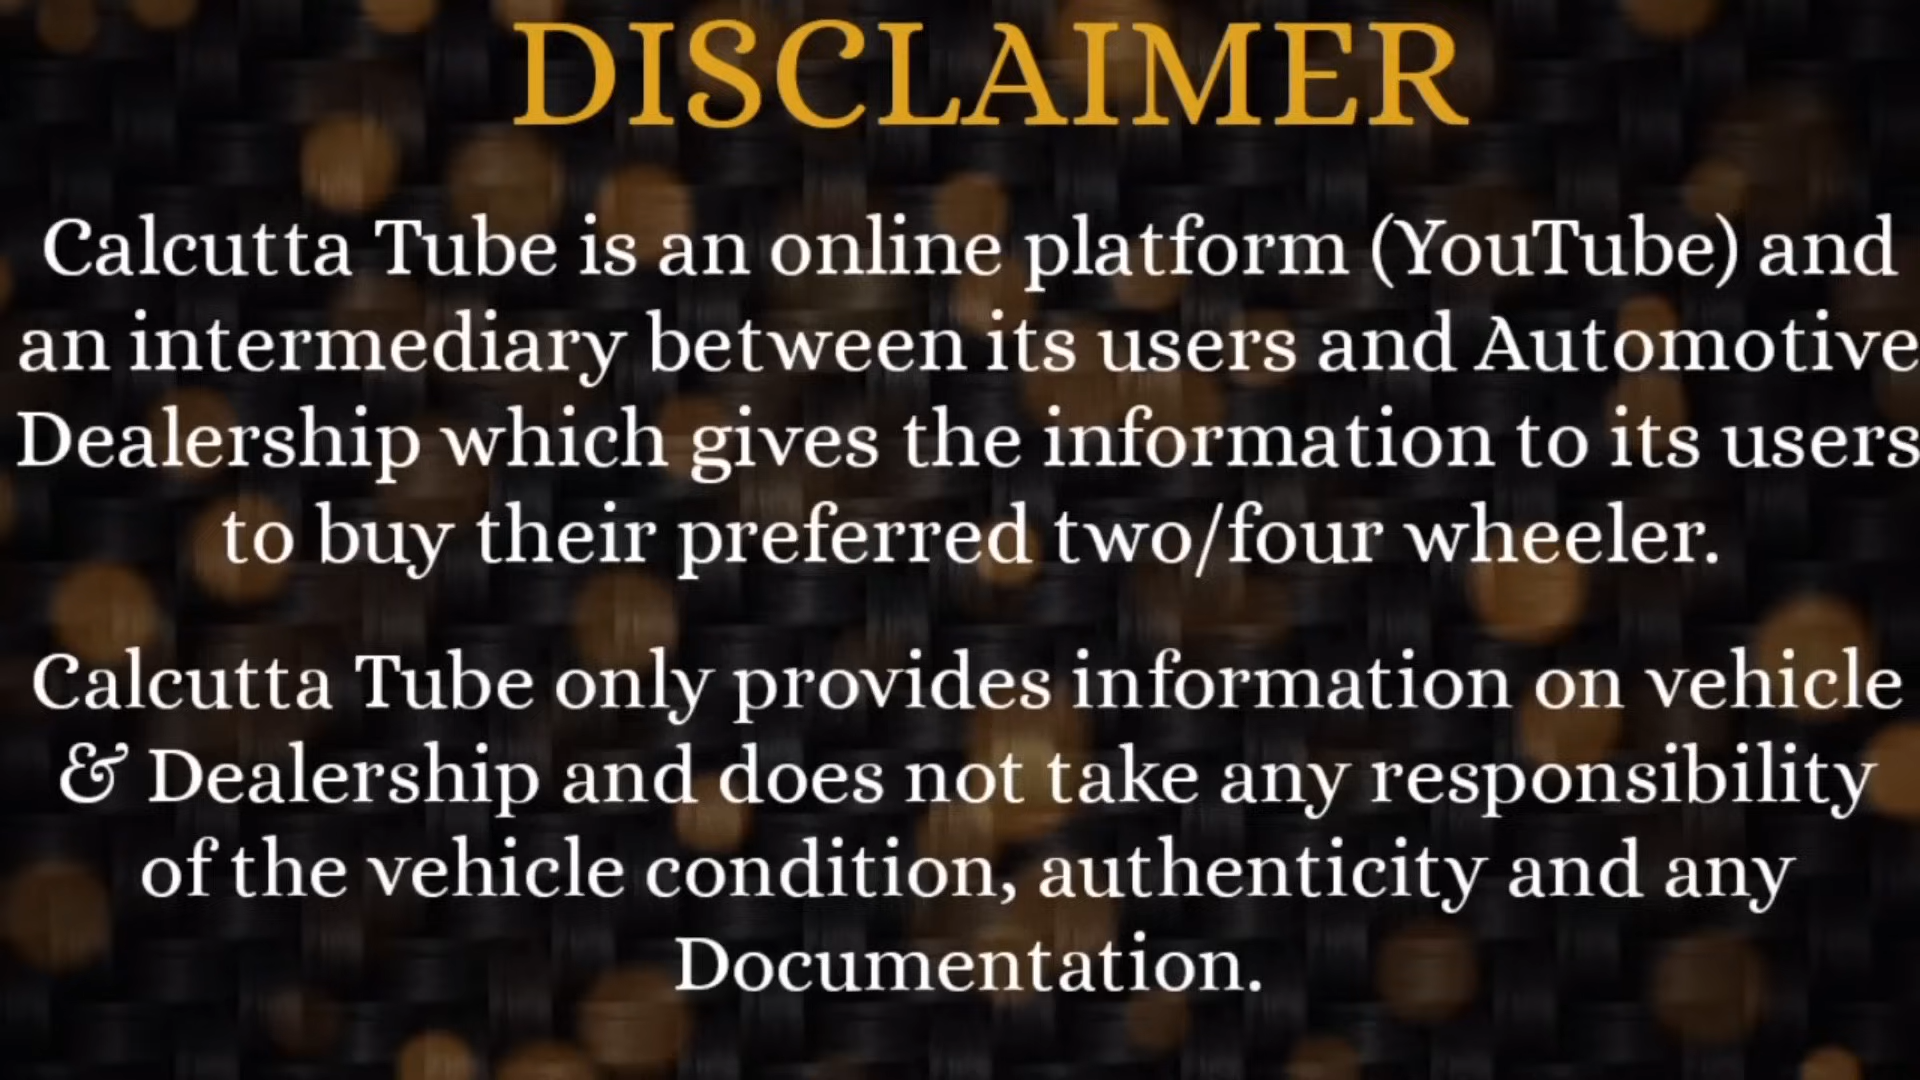 DISCLAIMER
Calcutta Tube is an online platform (YouTube) and
an intermediary between its users and Automotive
Dealership which gives the information to its users
to buy their preferred two/four wheeler.
Calcutta Tube only provides information on vehicle
& Dealership and does not take any responsibility
of the vehicle condition, authenticity and any
Documentation.